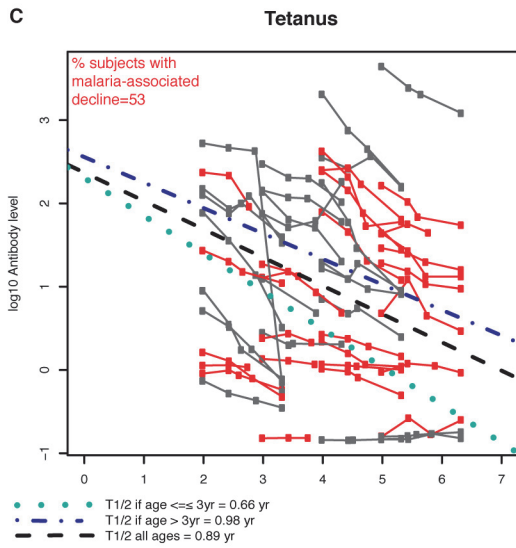 C
Tetanus
% subjects with
malaria-associated
decline=53
log10 Antibody level
3
2
1
0
−1
0 1 2 3 4 5 6 7
T1/2 if age <=≤ 3yr = 0.66 yr
T1/2 if age > 3yr = 0.98 yr
T1/2 all ages = 0.89 yr